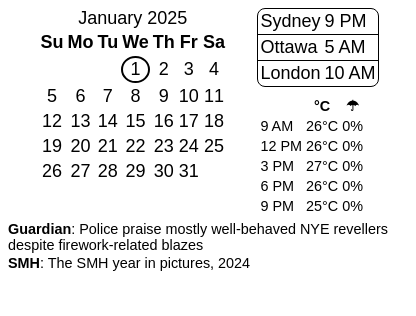 January 2025
Su Mo Tu We Th Fr Sa
1 2 3 4
5 6 7 8 9 10 11
12 13 14 15 16 17 18
19 20 21 22 23 24 25
26 27 28 29 30 31
Sydney 9 PM
Ottawa 5 AM
London 10 AM
°C ☂
9 AM 26°C 0%
12 PM 26°C 0%
3 PM 27°C 0%
6 PM 26°C 0%
9 PM 25°C 0%
Guardian: Police praise mostly well-behaved NYE revellers
despite firework-related blazes
SMH: The SMH year in pictures, 2024